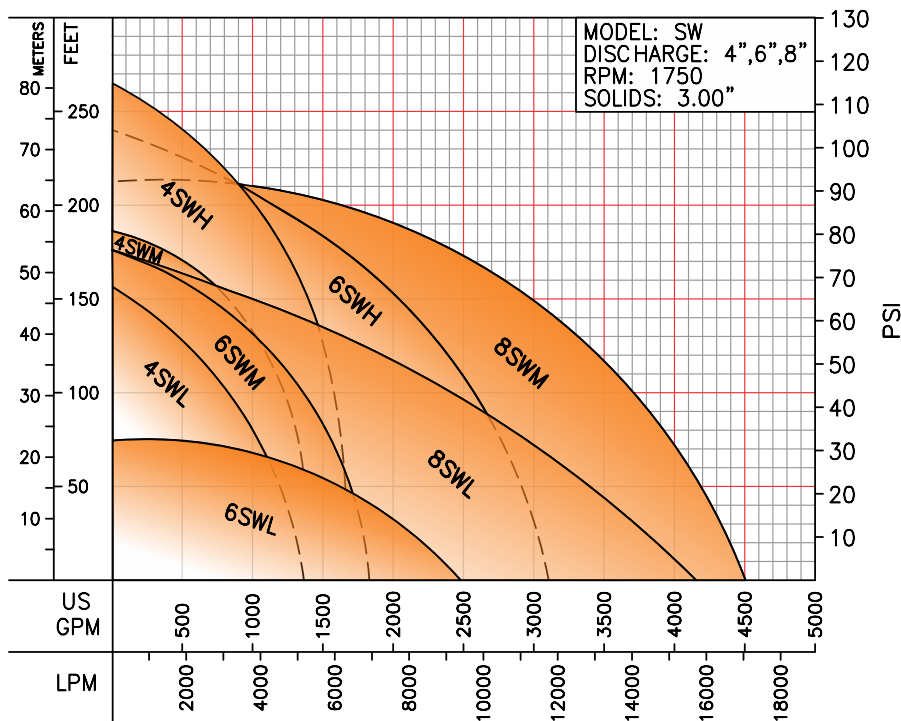 METERS
FEET
MODEL: SW
DISCHARGE: 4",6",8"
RPM: 1750
SOLIDS: 3.00"
80
70
60
50
40
30
20
10
250
200
150
100
50
130
120
110
100
90
80
70
60
50
40
30
20
10
PSI
4SWH
4SWM
6SWH
8SWM
6SWM
4SWL
8SWL
6SWL
US
GPM
500
1000
1500
2000
2500
3000
3500
4000
4500
5000
LPM
2000
4000
6000
8000
10000
12000
14000
16000
18000